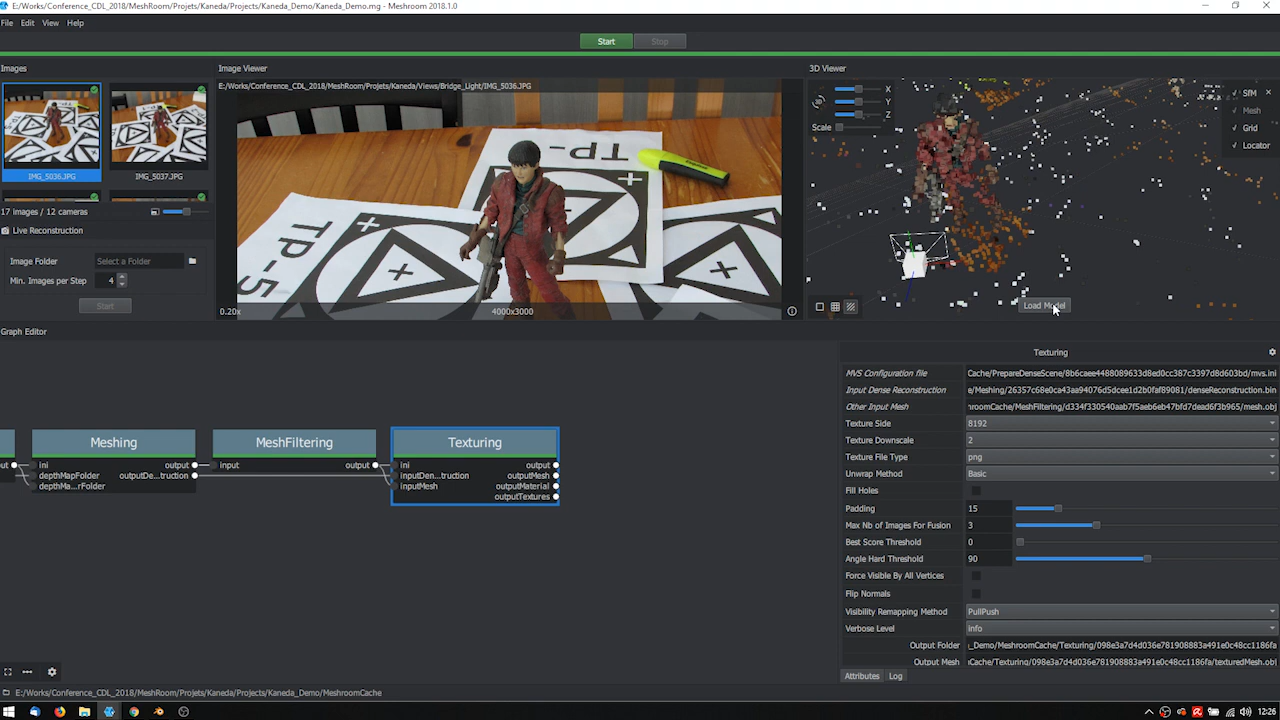 E:/Works/Conference_CDL_2018/MeshRoom/Projets/Kaneda/Projects/Kaneda_Demo/Kaneda_Demo.mg - Meshroom 2018.1.0
File Edit View Help
Start Stop
Images
Image Viewer
3D Viewer
E:/Works/Conference_CDL_2018/MeshRoom/Projets/Kaneda/Views/Bridge_Light/IMG_5036.JPG
TP-
TP-5
X
Y
Z
Scale
SfM
Mesh
Grid
Locator
IMG_5036.JPG
IMG_5037.JPG
17 images / 12 cameras
Live Reconstruction
Image Folder Select a Folder
Min. Images per Step 4
Start
0.20x
4000x3000
Load Model
Graph Editor
Meshing
ini output
depthMapFolder outputDe...truction
depthMa...rFolder
MeshFiltering
input output
Texturing
ini output
inputDen...truction outputMesh
inputMesh outputMaterial
outputTextures
Texturing
MVS Configuration file Cache/PrepareDenseScene/8b6caee4488089633d8ed0cc387c3397d8d603bd/mvs.ini
Input Dense Reconstruction e/Meshing/26357c68e0ca43aa94076d5dcee1d2b0faf89081/denseReconstruction.bin
Other Input Mesh roomCache/MeshFiltering/d334f330540aab7f5aeb6eb47bfd7dead6f3b965/mesh.obj
Texture Side 8192
Texture Downscale 2
Texture File Type png
Unwrap Method Basic
Fill Holes
Padding 15
Max Nb of Images For Fusion 3
Best Score Threshold 0
Angle Hard Threshold 90
Force Visible By All Vertices
Flip Normals
Visibility Remapping Method PullPush
Verbose Level info
Output Folder _Demo/MeshroomCache/Texturing/098e3a7d4d036e781908883a491e0c48cc1186fa
Output Mesh Cache/Texturing/098e3a7d4d036e781908883a491e0c48cc1186fa/texturedMesh.obj
Attributes Log
E:/Works/Conference_CDL_2018/MeshRoom/Projets/Kaneda/Projects/Kaneda_Demo/MeshroomCache
12:26